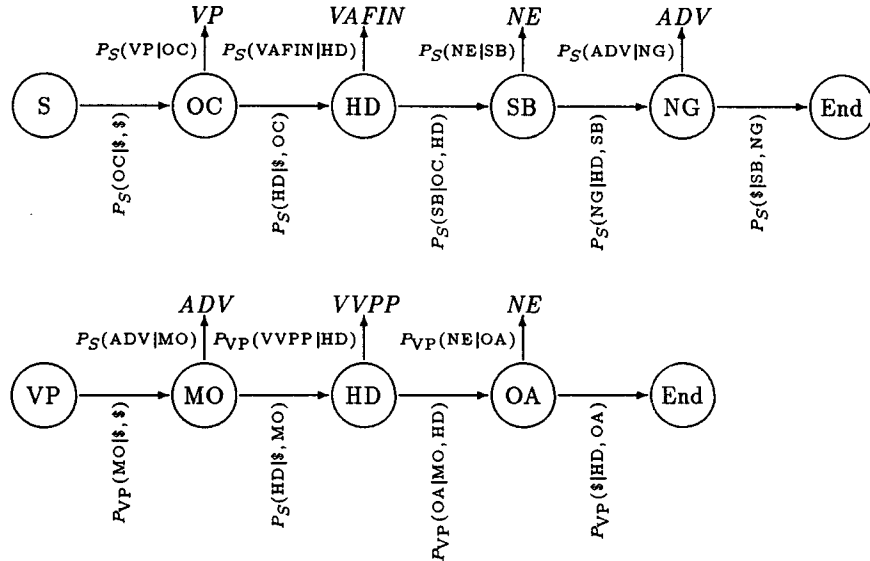 VP VAFIN NE ADV
P_S(VP|OC) P_S(VAFIN|HD) P_S(NE|SB) P_S(ADV|NG)
S OC HD SB NG End
P_S(OC|$,$) P_S(HD|$,OC) P_S(SB|OC,HD) P_S(NG|HD,SB) P_S($|SB,NG)
ADV VVPP NE
P_S(ADV|MO) P_VP(VVPP|HD) P_VP(NE|OA)
VP MO HD OA End
P_VP(MO|$,$) P_S(HD|$,MO) P_VP(OA|MO,HD) P_VP($|HD,OA)